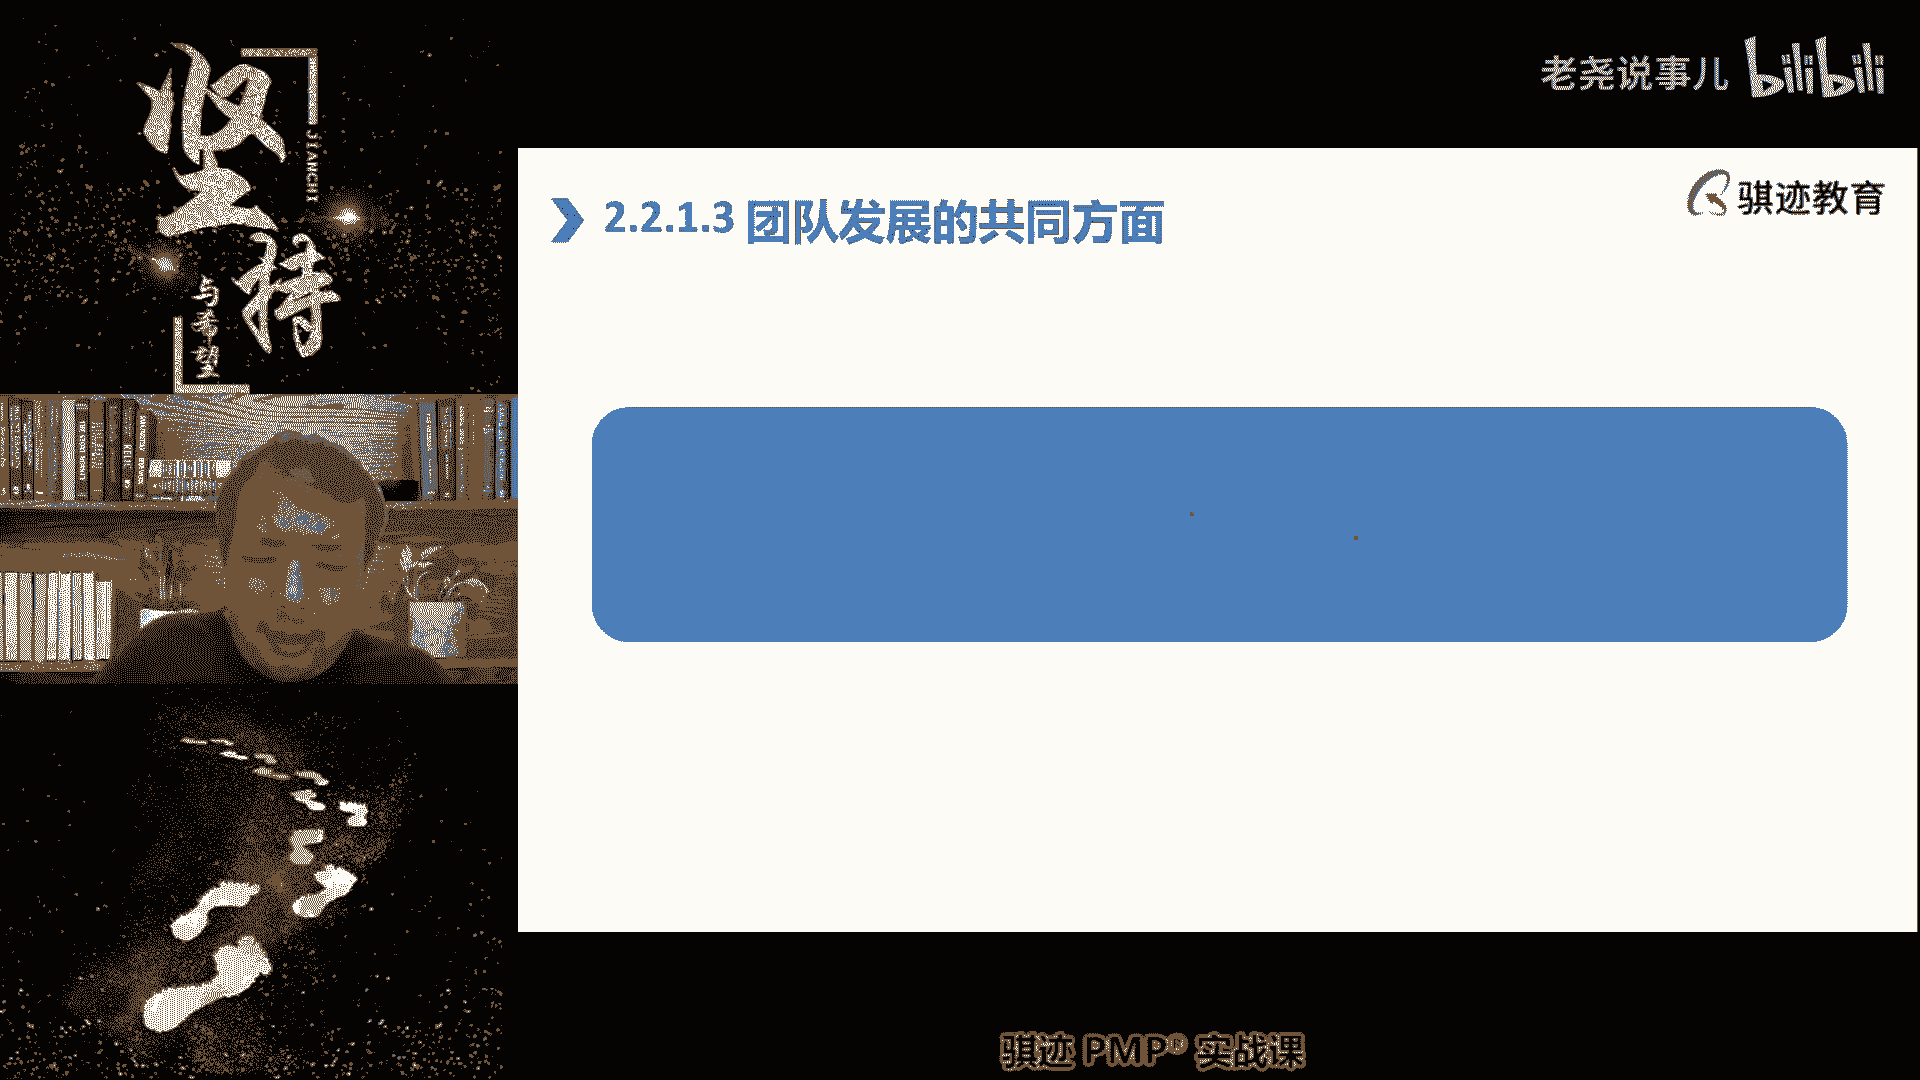 坚持
JIANCHI
与希望
老尧说事儿 bilibili
骐迹教育
2.2.1.3 团队发展的共同方面
骐迹 PMP® 实战课